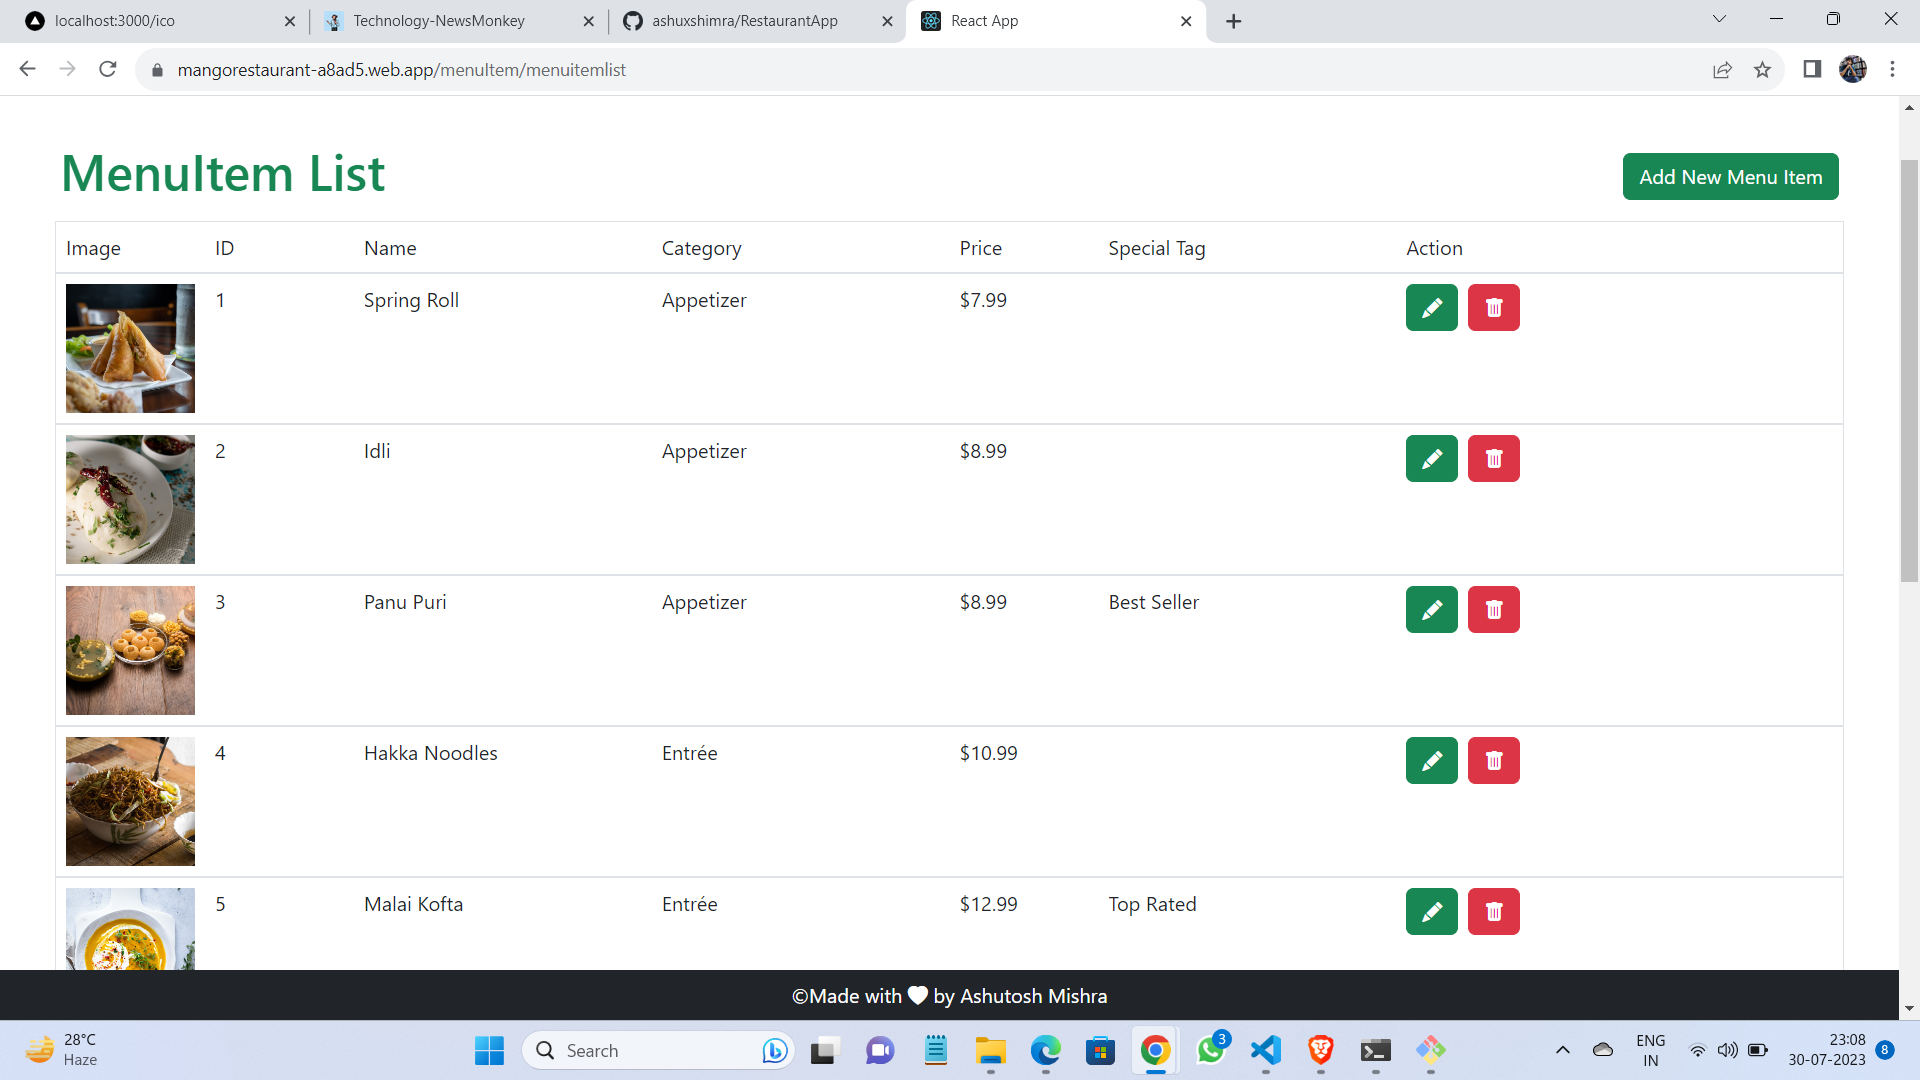 localhost:3000/ico
Technology-NewsMonkey
ashuxshimra/RestaurantApp
React App
mangorestaurant-a8ad5.web.app/menuItem/menuitemlist
MenuItem List
Add New Menu Item
Image ID Name Category Price Special Tag Action
1 Spring Roll Appetizer $7.99
2 Idli Appetizer $8.99
3 Panu Puri Appetizer $8.99 Best Seller
4 Hakka Noodles Entrée $10.99
5 Malai Kofta Entrée $12.99 Top Rated
©Made with by Ashutosh Mishra
28°C
Haze
Search
3
ENG
IN
23:08
30-07-2023
8